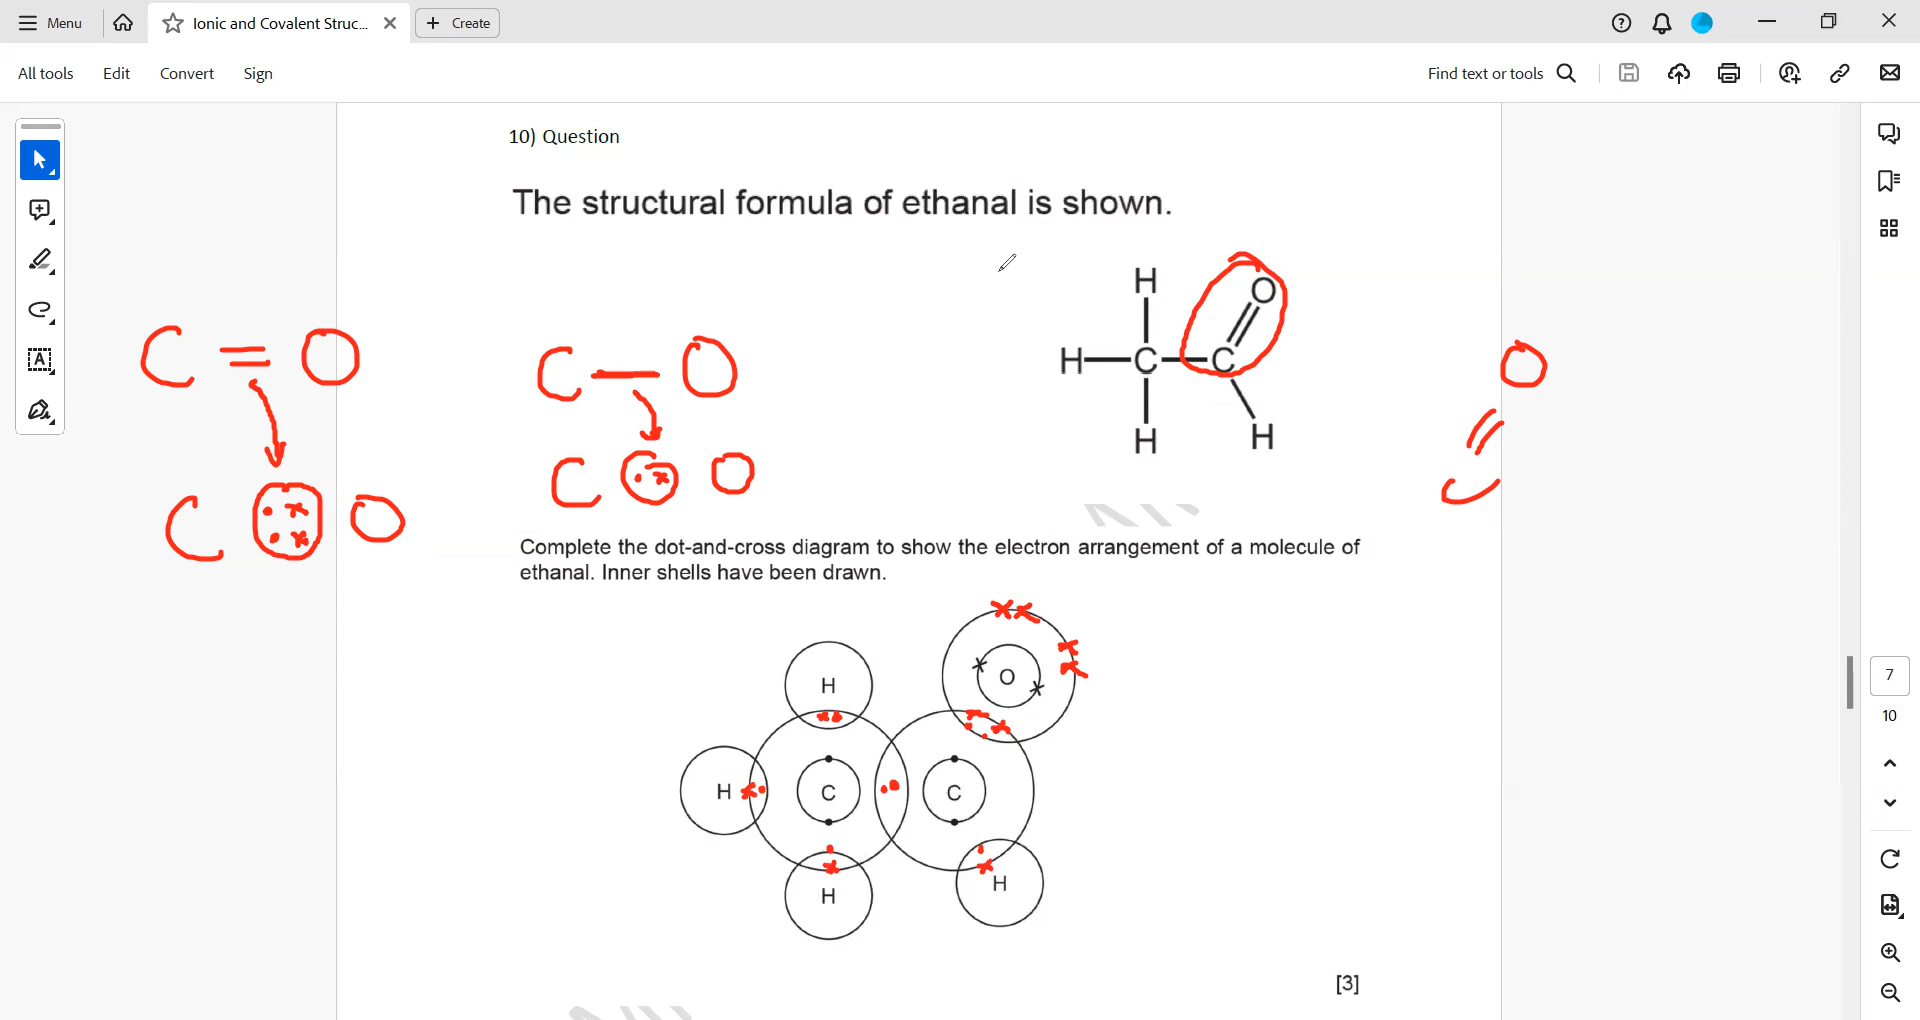 Menu
Ionic and Covalent Struc...
Create
All tools
Edit
Convert
Sign
Find text or tools
10) Question
The structural formula of ethanal is shown.
H
O
H
C
C
H
H
C = O
C O
C — O
C O
O
C
Complete the dot-and-cross diagram to show the electron arrangement of a molecule of
ethanal. Inner shells have been drawn.
H
O
H
C
C
H
H
[3]
7
10